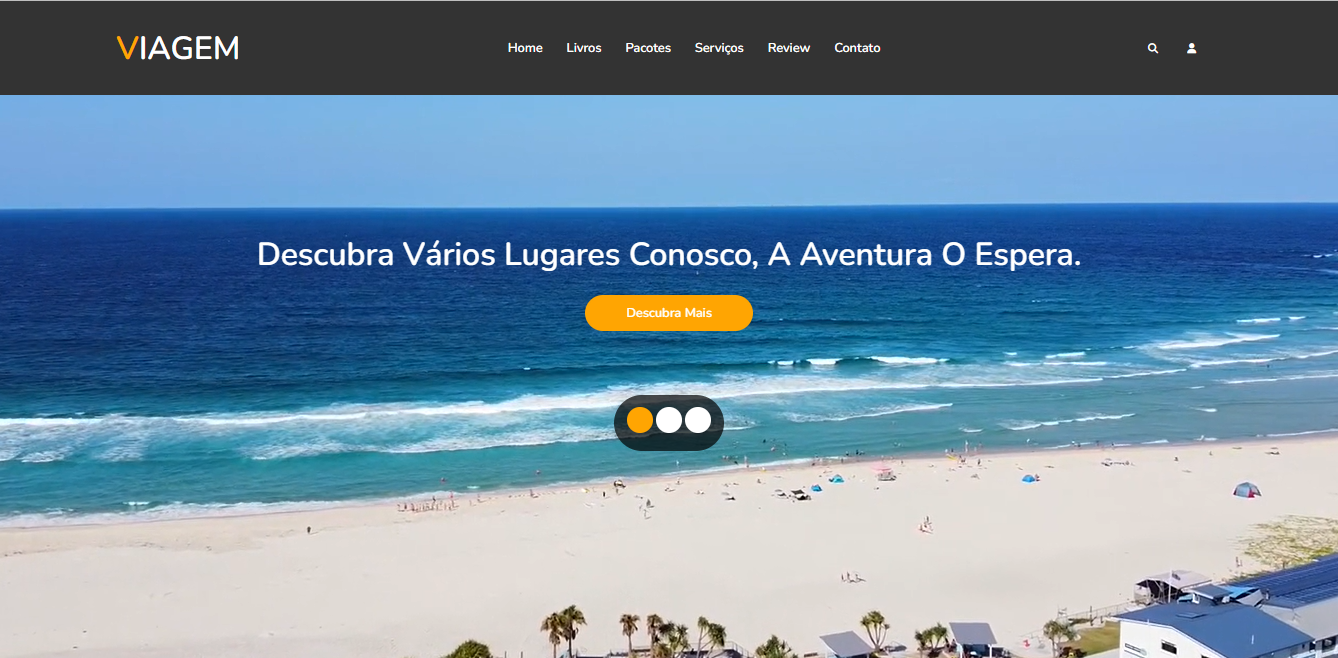 VIAGEM
Home Livros Pacotes Serviços Review Contato
Descubra Vários Lugares Conosco, A Aventura O Espera.
Descubra Mais